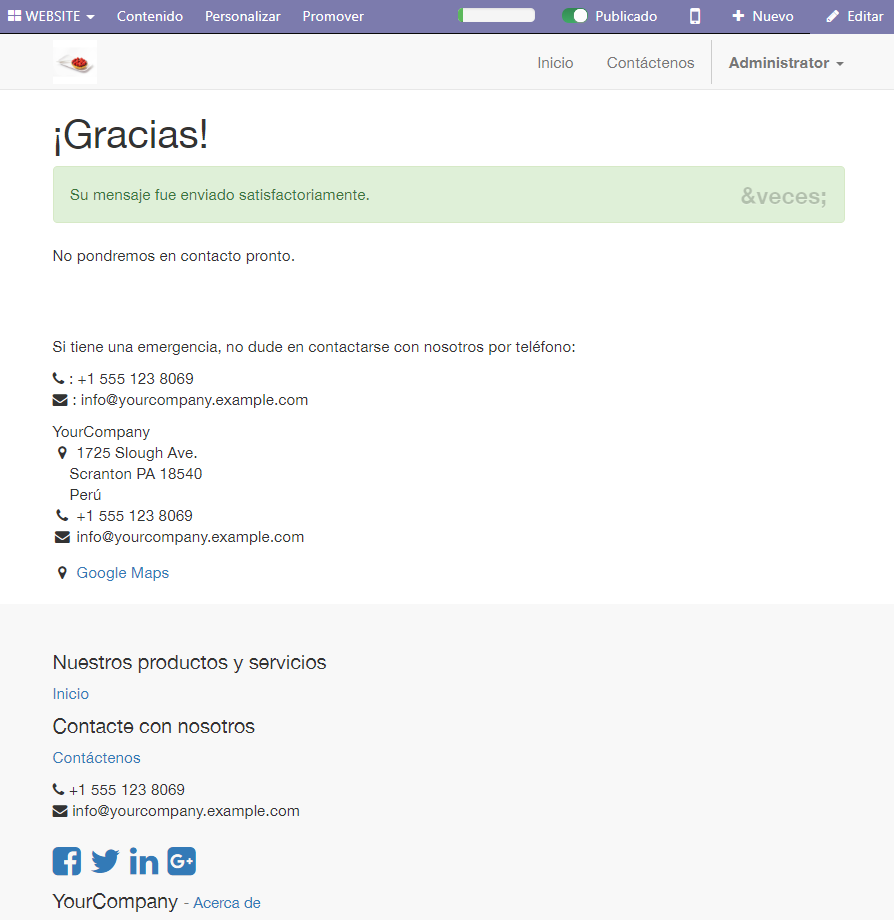 WEBSITE Contenido Personalizar Promover Publicado Nuevo Editar
Inicio Contáctenos Administrator
¡Gracias!
Su mensaje fue enviado satisfactoriamente. &veces;
No pondremos en contacto pronto.
Si tiene una emergencia, no dude en contactarse con nosotros por teléfono:
: +1 555 123 8069
: info@yourcompany.example.com
YourCompany
1725 Slough Ave.
Scranton PA 18540
Perú
+1 555 123 8069
info@yourcompany.example.com
Google Maps
Nuestros productos y servicios
Inicio
Contacte con nosotros
Contáctenos
+1 555 123 8069
info@yourcompany.example.com
YourCompany - Acerca de